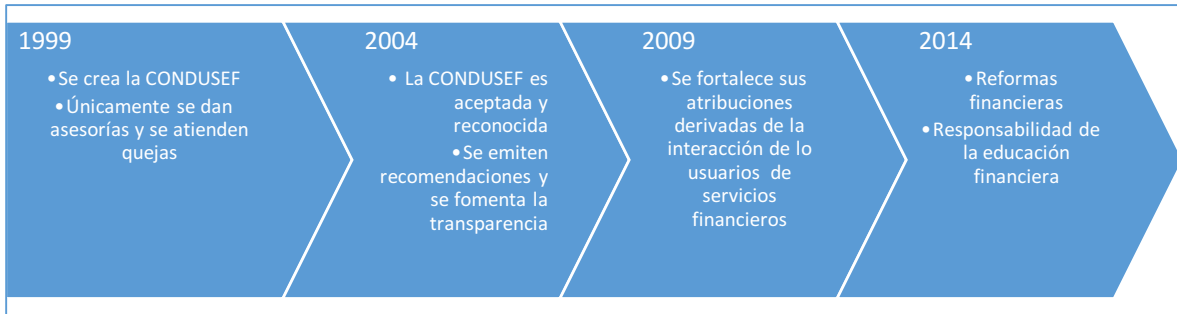 1999
•Se crea la CONDUSEF
•Únicamente se dan
asesorías y se atienden
quejas
2004
• La CONDUSEF es
aceptada y
reconocida
•Se emiten
recomendaciones y
se fomenta la
transparencia
2009
•Se fortalece sus
atribuciones
derivadas de la
interacción de lo
usuarios de
servicios
financieros
2014
•Reformas
financieras
•Responsabilidad de
la educación
financiera